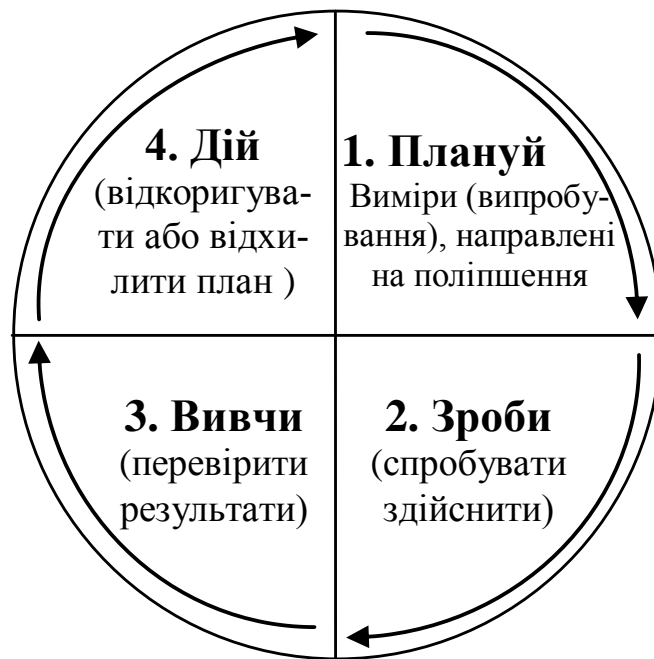 1. Плануй
Виміри (випробу-
вання), направлені
на поліпшення
2. Зроби
(спробувати
здійснити)
3. Вивчи
(перевірити
результати)
4. Дій
(відкоригува-
ти або відхи-
лити план )